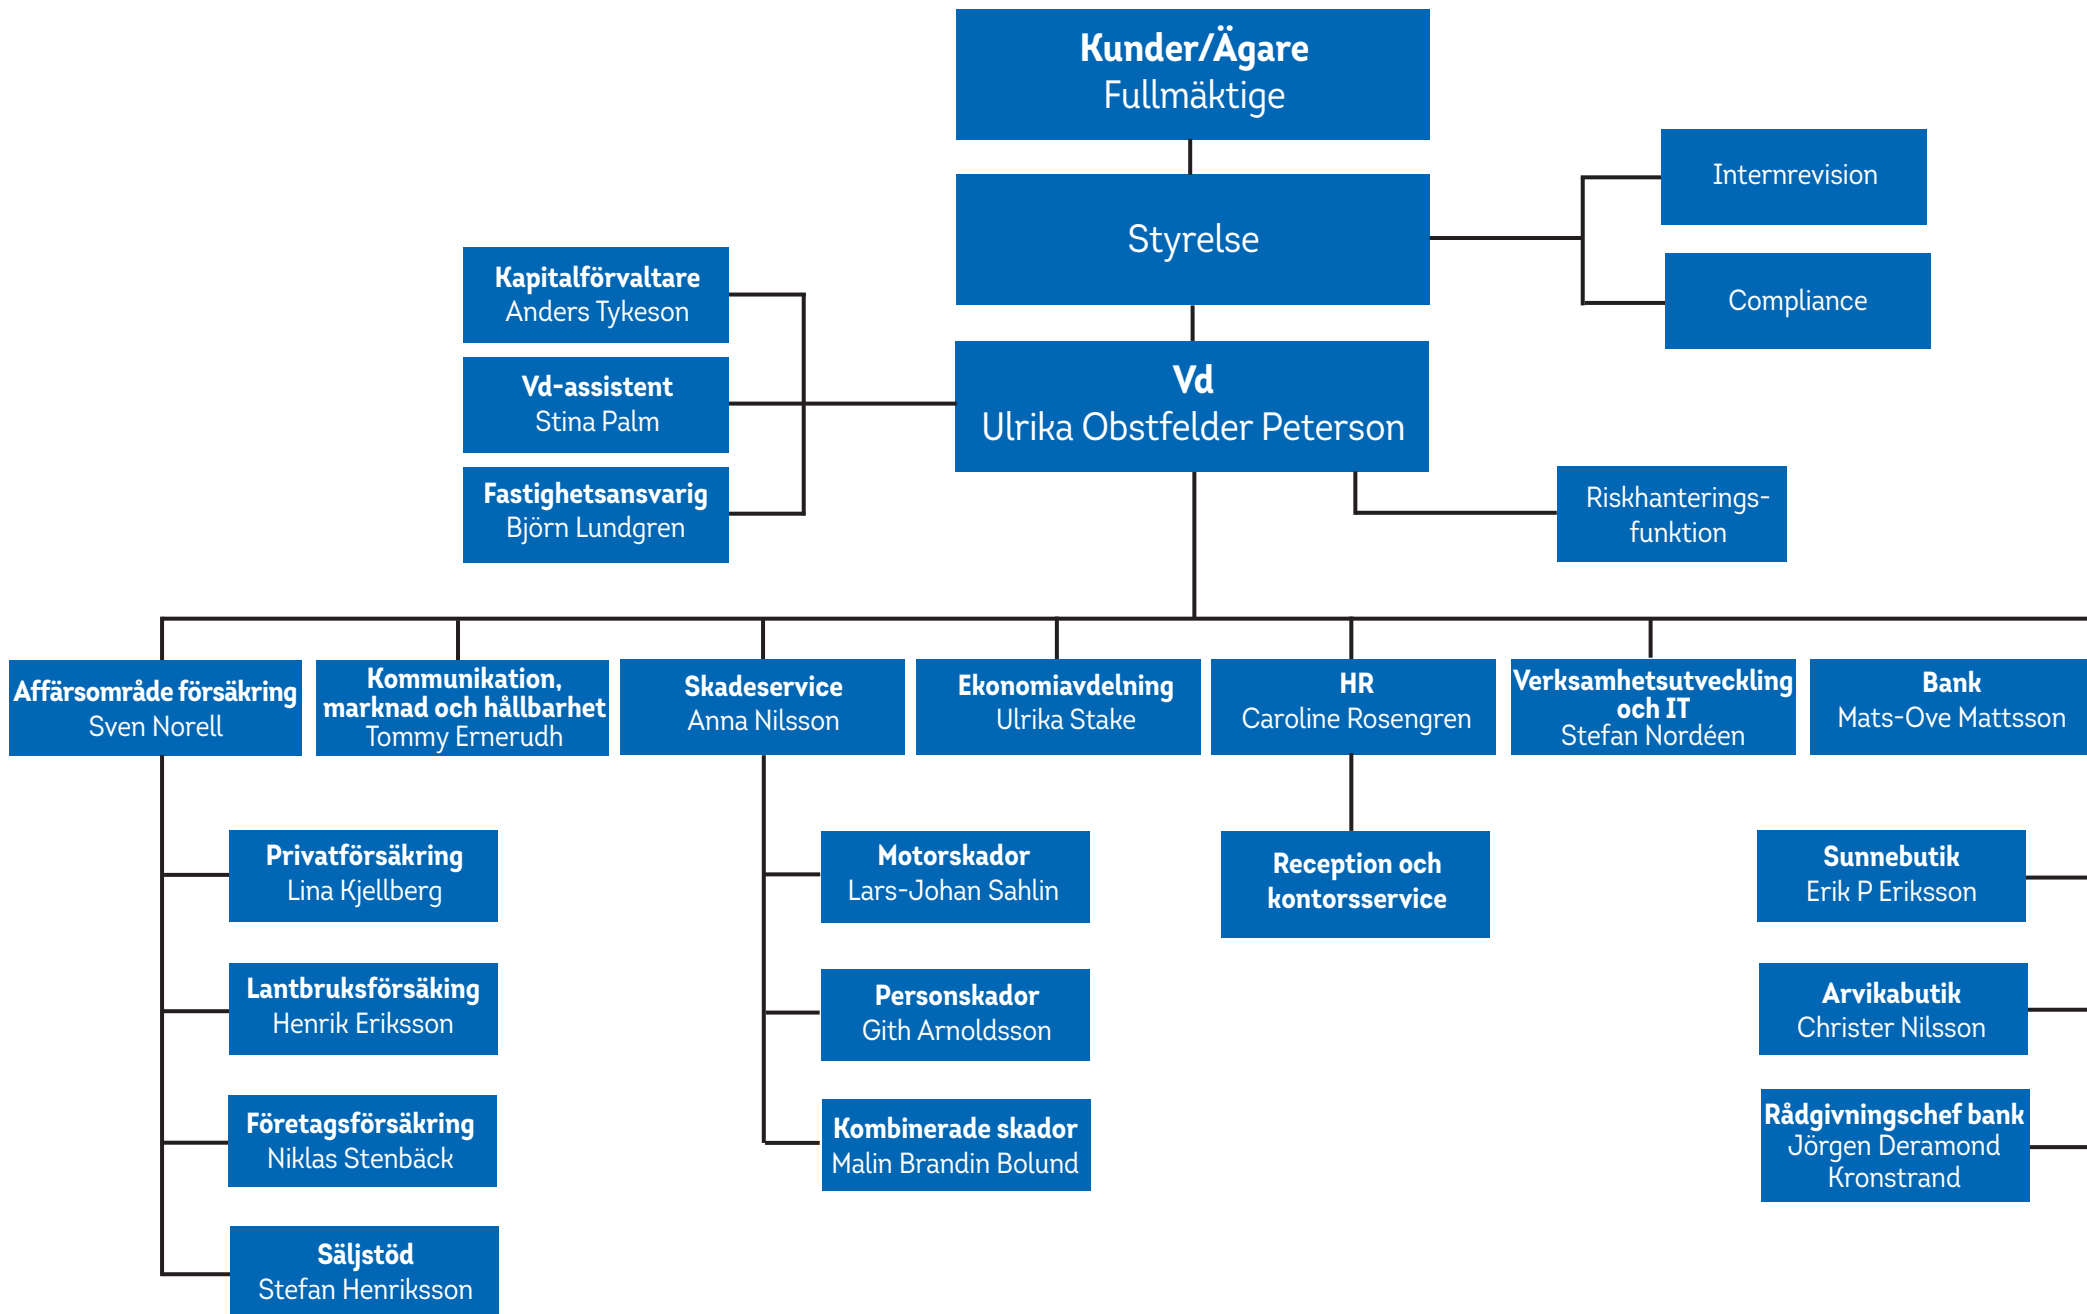 Kunder/Ägare
Fullmäktige
Internrevision
Styrelse
Compliance
Kapitalförvaltare
Anders Tykeson
Vd-assistent
Stina Palm
Fastighetsansvarig
Björn Lundgren
Vd
Ulrika Obstfelder Peterson
Riskhanterings-
funktion
Affärsområde försäkring
Sven Norell
Kommunikation,
marknad och hållbarhet
Tommy Ernerudh
Skadeservice
Anna Nilsson
Ekonomiavdelning
Ulrika Stake
HR
Caroline Rosengren
Verksamhetsutveckling
och IT
Stefan Nordéen
Bank
Mats-Ove Mattsson
Privatförsäkring
Lina Kjellberg
Lantbruksförsäking
Henrik Eriksson
Företagsförsäkring
Niklas Stenbäck
Säljstöd
Stefan Henriksson
Motorskador
Lars-Johan Sahlin
Personskador
Gith Arnoldsson
Kombinerade skador
Malin Brandin Bolund
Reception och
kontorsservice
Sunnebutik
Erik P Eriksson
Arvikabutik
Christer Nilsson
Rådgivningschef bank
Jörgen Deramond
Kronstrand